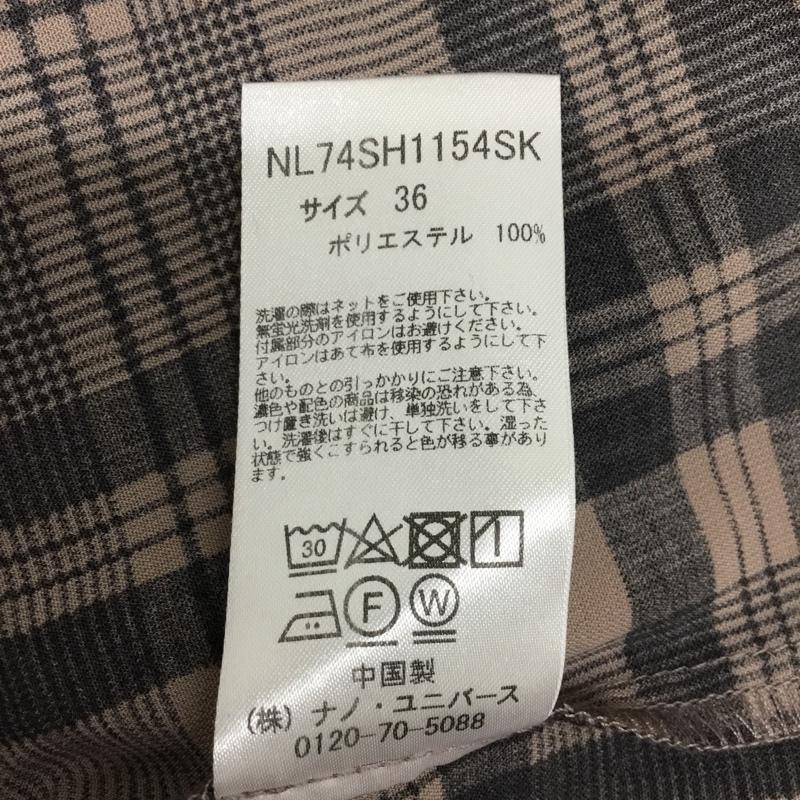 NL74SH1154SK
サイズ 36
ポリエステル 100%
洗濯の際はネットをご使用下さい。
無蛍光洗剤を使用するようにして下さい。
付属部分のアイロンはお避けください。
アイロンはあて布を使用するようにして下
さい。
他のものとの引っかかりにご注意下さい。
濃色や配色の商品は移染の恐れがある為、
つけ置き洗いは避け、単独洗いをして下さ
い。洗濯後はすぐに干して下さい。湿った
状態で強くこすられると色が移る事があり
ます。
30
F W
中国製
(株) ナノ・ユニバース
0120-70-5088